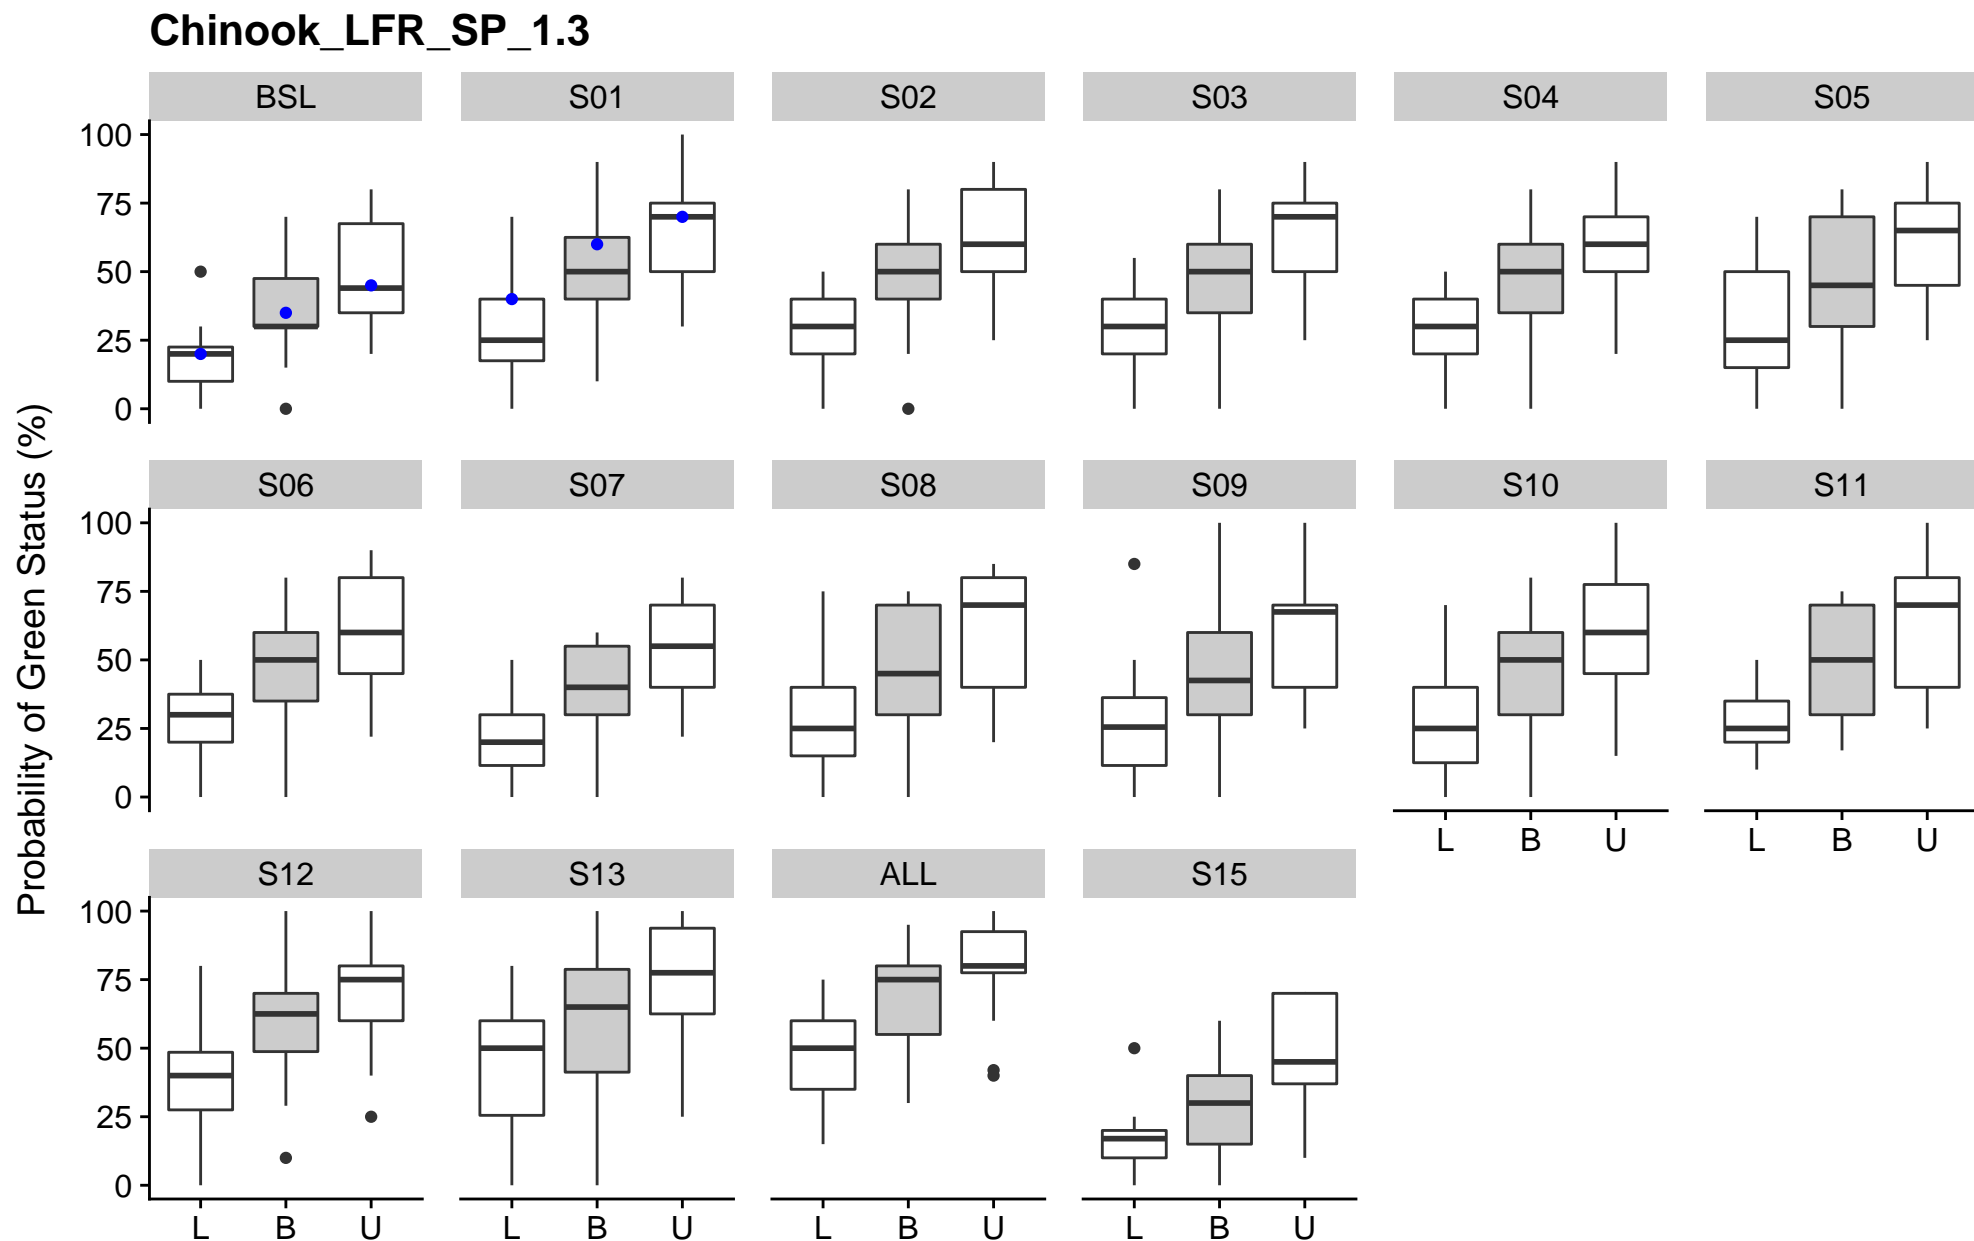 Chinook_LFR_SP_1.3
BSL S01 S02 S03 S04 S05
100
75
50
25
0
Probability of Green Status (%)
S06 S07 S08 S09 S10 S11
100
75
50
25
0
L B U L B U
S12 S13 ALL S15
100
75
50
25
0
L B U L B U L B U L B U